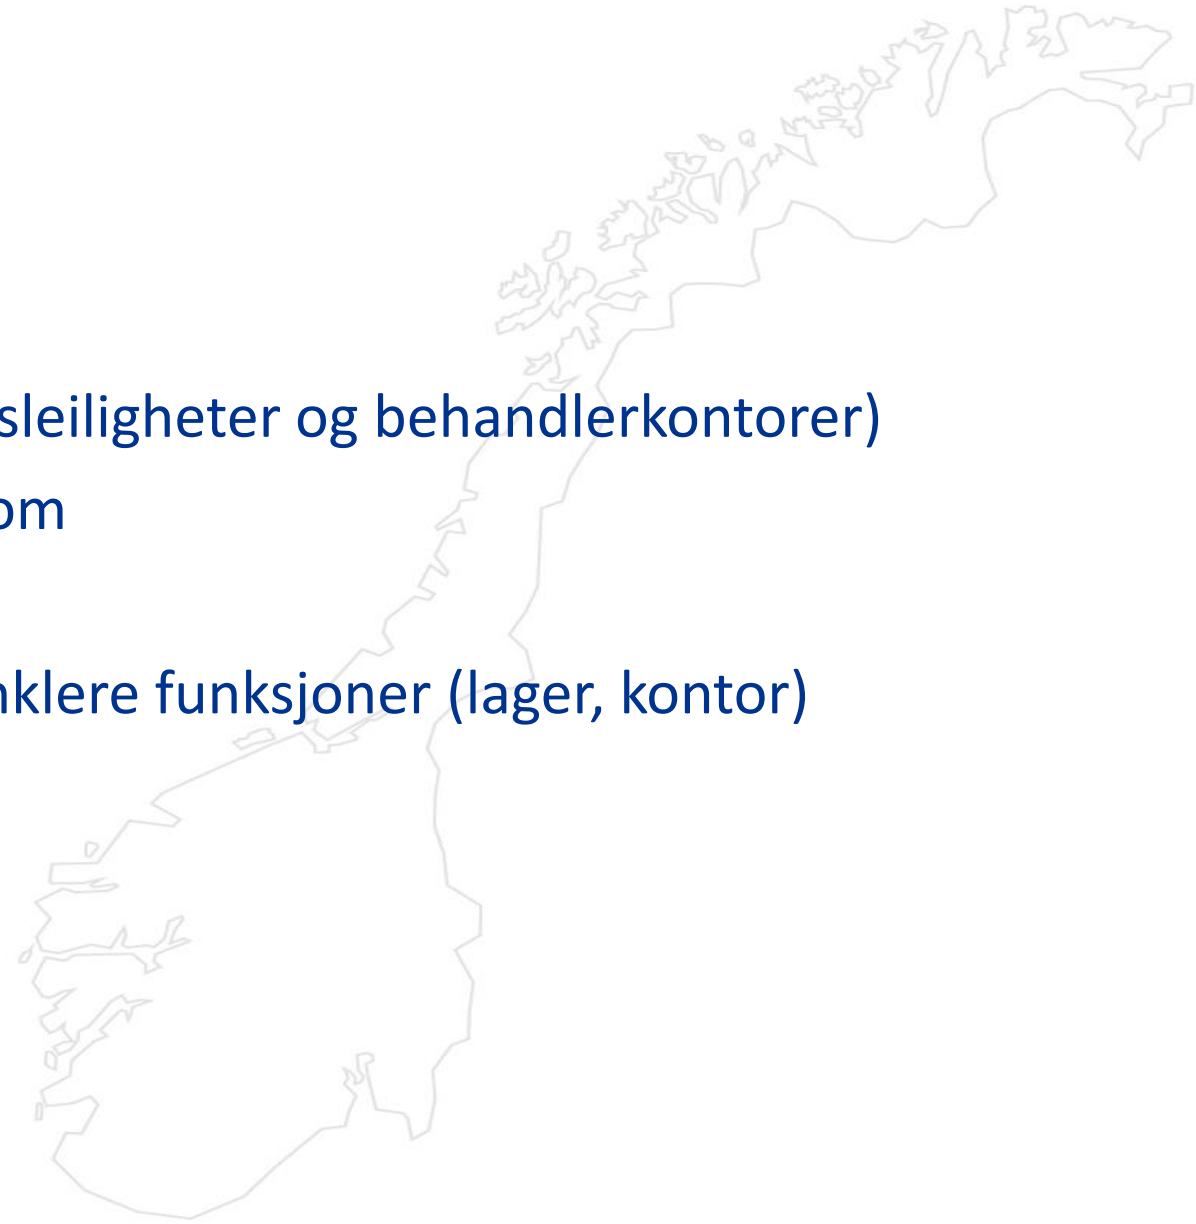 sleiligheter og behandlerkontorer)
om
nklere funksjoner (lager, kontor)